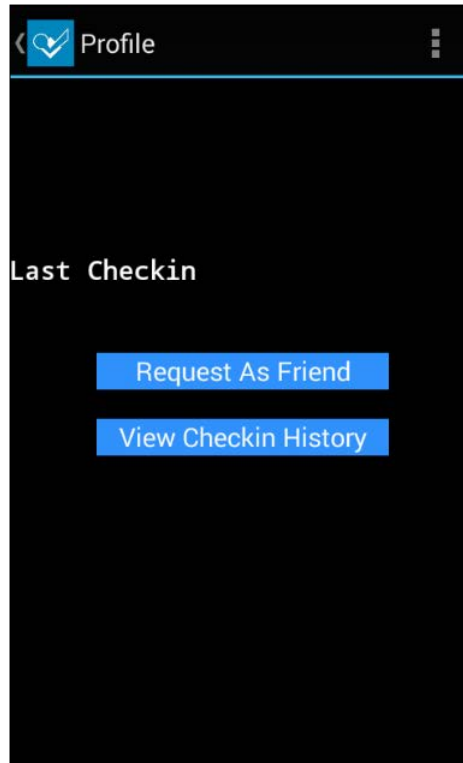 Profile
Last Checkin
Request As Friend
View Checkin History